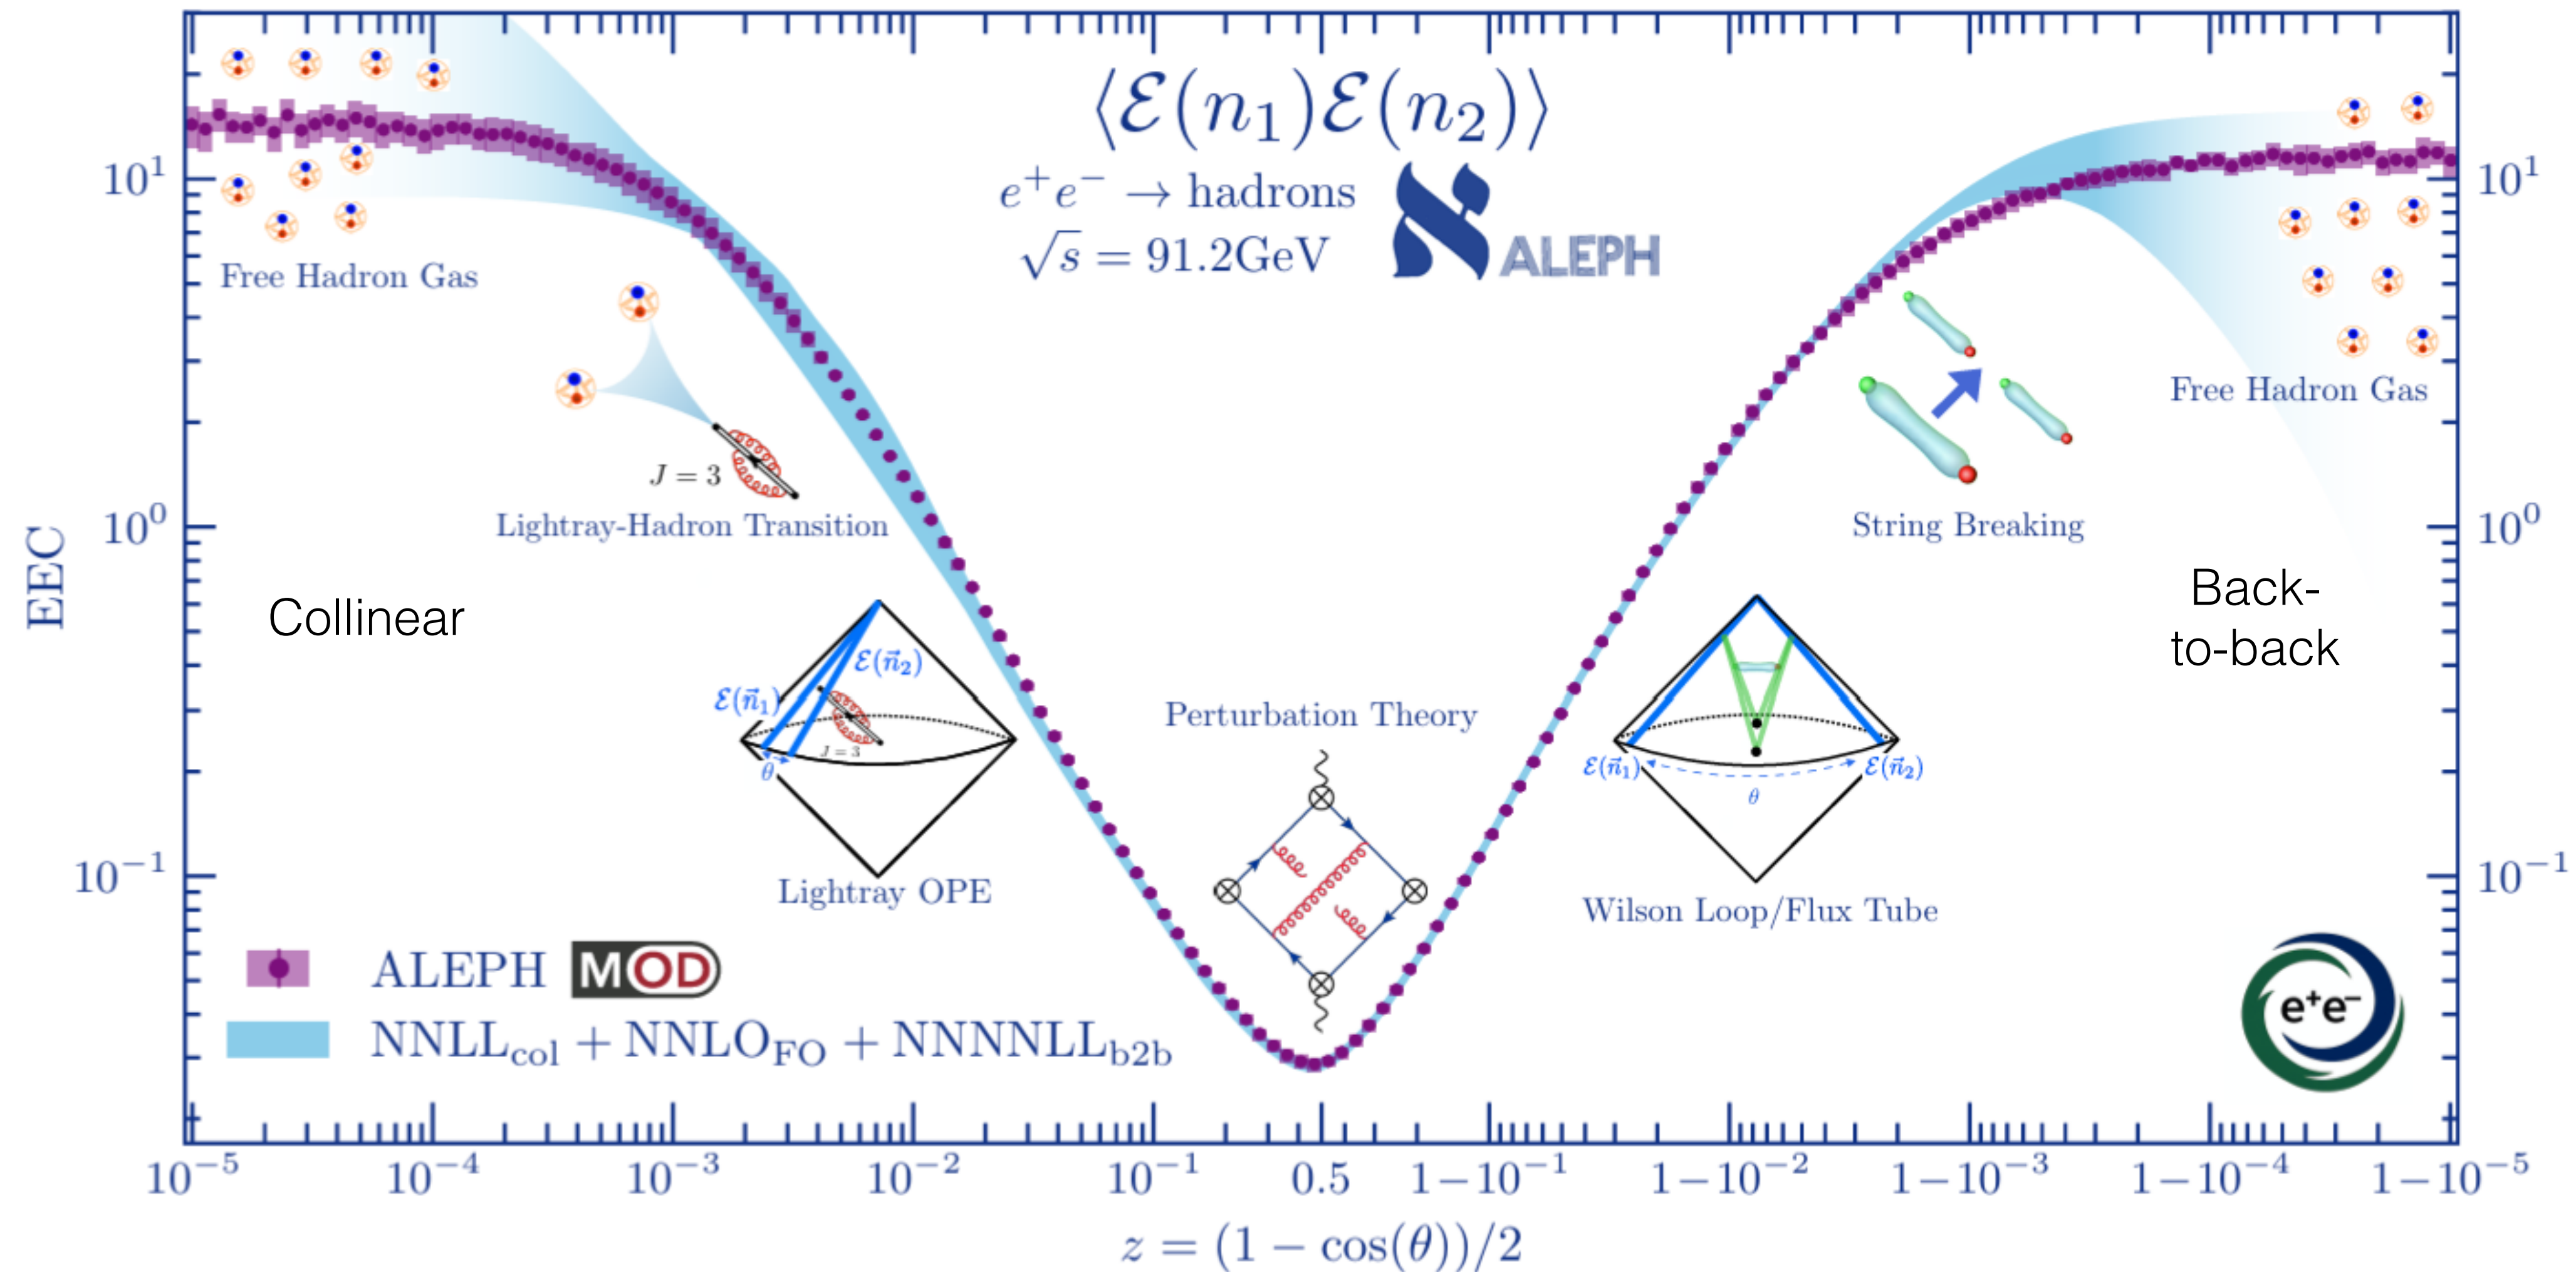 ⟨ℰ(n₁)ℰ(n₂)⟩
e⁺e⁻ → hadrons
√s = 91.2GeV
ℵ ALEPH
10¹
10⁰
10⁻¹
EEC
10¹
10⁰
10⁻¹
Free Hadron Gas
J = 3
Lightray-Hadron Transition
Collinear
ℰ(n⃗₁)
ℰ(n⃗₂)
J = 3
θ
Lightray OPE
Perturbation Theory
String Breaking
Free Hadron Gas
Back-
to-back
ℰ(n⃗₁)
ℰ(n⃗₂)
θ
Wilson Loop/Flux Tube
ALEPH MOD
NNLL_col + NNLO_FO + NNNNLL_b2b
e⁺e⁻
10⁻⁵ 10⁻⁴ 10⁻³ 10⁻² 10⁻¹ 0.5 1−10⁻¹ 1−10⁻² 1−10⁻³ 1−10⁻⁴ 1−10⁻⁵
z = (1 − cos(θ))/2